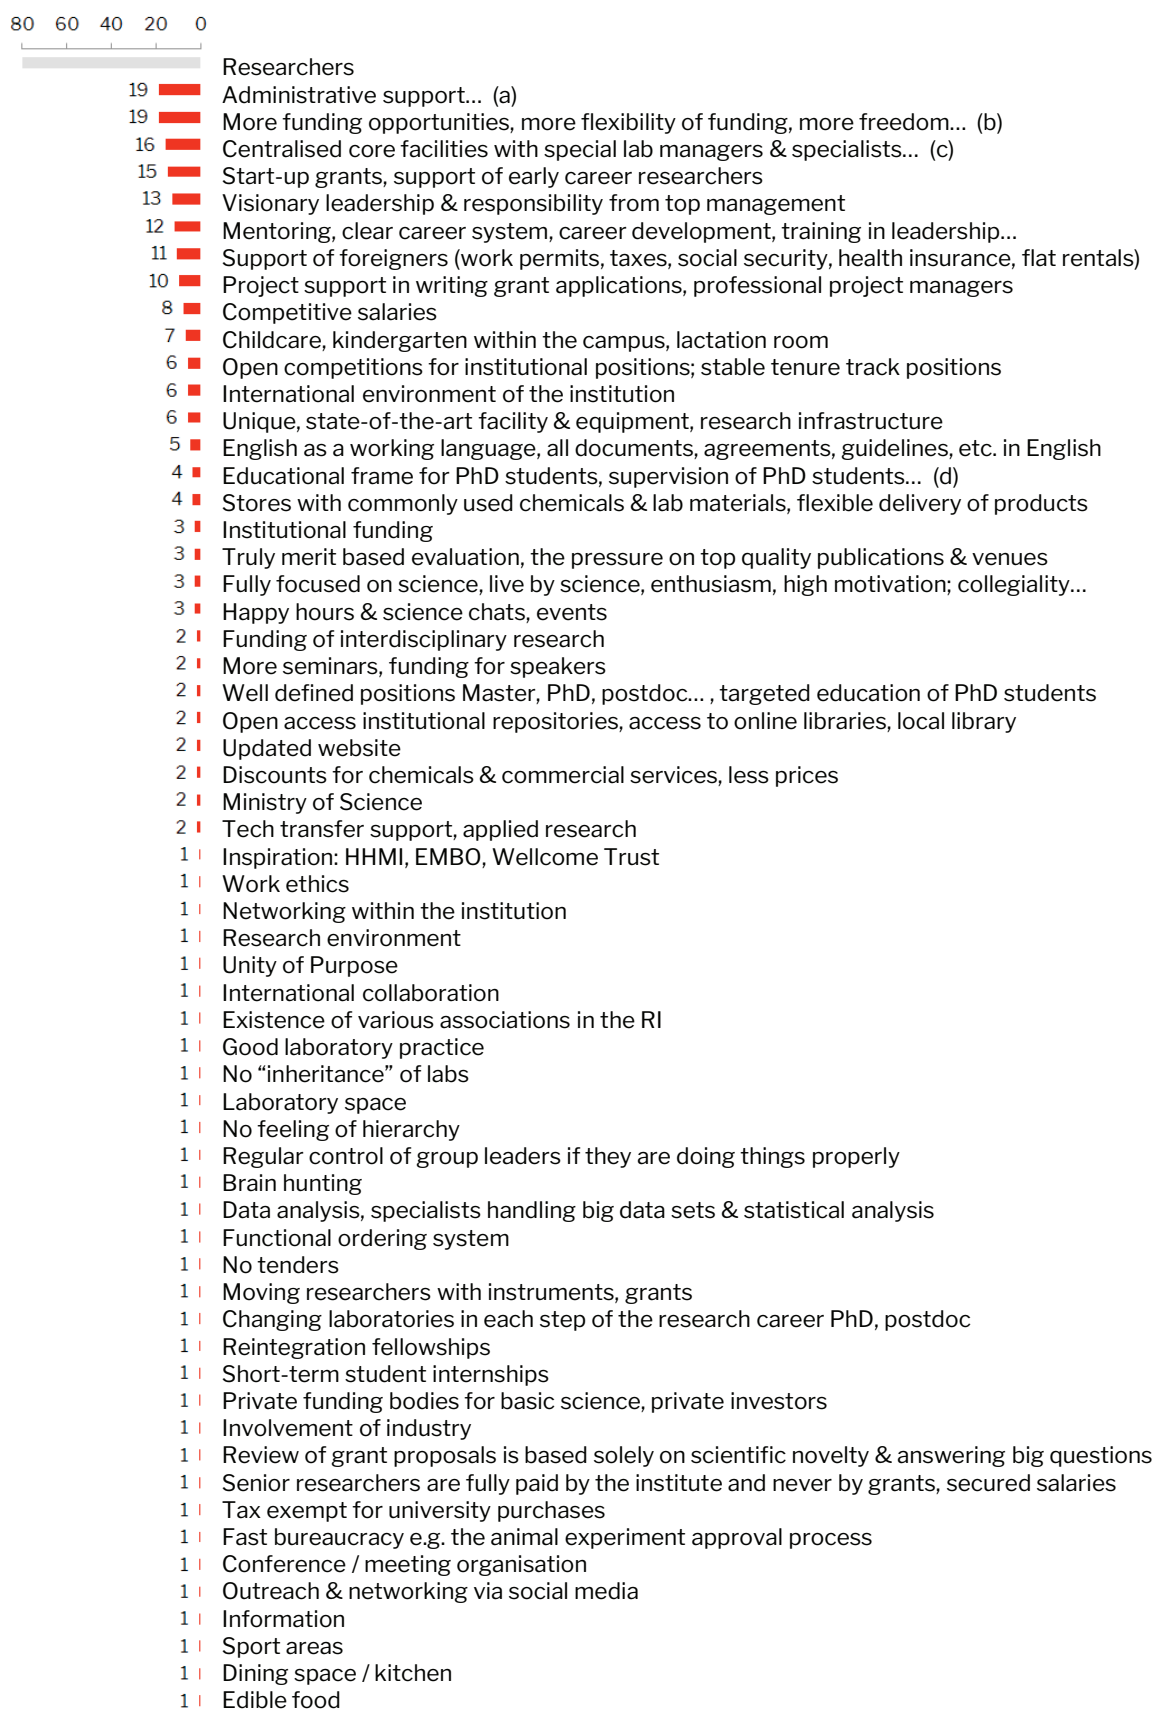 80 60 40 20 0
Researchers
19 Administrative support... (a)
19 More funding opportunities, more flexibility of funding, more freedom... (b)
16 Centralised core facilities with special lab managers & specialists... (c)
15 Start-up grants, support of early career researchers
13 Visionary leadership & responsibility from top management
12 Mentoring, clear career system, career development, training in leadership...
11 Support of foreigners (work permits, taxes, social security, health insurance, flat rentals)
10 Project support in writing grant applications, professional project managers
8 Competitive salaries
7 Childcare, kindergarten within the campus, lactation room
6 Open competitions for institutional positions; stable tenure track positions
6 International environment of the institution
6 Unique, state-of-the-art facility & equipment, research infrastructure
5 English as a working language, all documents, agreements, guidelines, etc. in English
4 Educational frame for PhD students, supervision of PhD students... (d)
4 Stores with commonly used chemicals & lab materials, flexible delivery of products
3 Institutional funding
3 Truly merit based evaluation, the pressure on top quality publications & venues
3 Fully focused on science, live by science, enthusiasm, high motivation; collegiality...
3 Happy hours & science chats, events
2 Funding of interdisciplinary research
2 More seminars, funding for speakers
2 Well defined positions Master, PhD, postdoc... , targeted education of PhD students
2 Open access institutional repositories, access to online libraries, local library
2 Updated website
2 Discounts for chemicals & commercial services, less prices
2 Ministry of Science
2 Tech transfer support, applied research
1 Inspiration: HHMI, EMBO, Wellcome Trust
1 Work ethics
1 Networking within the institution
1 Research environment
1 Unity of Purpose
1 International collaboration
1 Existence of various associations in the RI
1 Good laboratory practice
1 No “inheritance” of labs
1 Laboratory space
1 No feeling of hierarchy
1 Regular control of group leaders if they are doing things properly
1 Brain hunting
1 Data analysis, specialists handling big data sets & statistical analysis
1 Functional ordering system
1 No tenders
1 Moving researchers with instruments, grants
1 Changing laboratories in each step of the research career PhD, postdoc
1 Reintegration fellowships
1 Short-term student internships
1 Private funding bodies for basic science, private investors
1 Involvement of industry
1 Review of grant proposals is based solely on scientific novelty & answering big questions
1 Senior researchers are fully paid by the institute and never by grants, secured salaries
1 Tax exempt for university purchases
1 Fast bureaucracy e.g. the animal experiment approval process
1 Conference / meeting organisation
1 Outreach & networking via social media
1 Information
1 Sport areas
1 Dining space / kitchen
1 Edible food